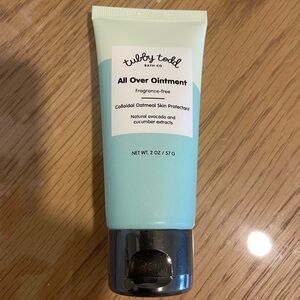 tubby todd
BATH CO
All Over Ointment
Fragrance-free
Colloidal Oatmeal Skin Protectant
Natural avocado and
cucumber extracts
NET WT. 2 OZ / 57 G